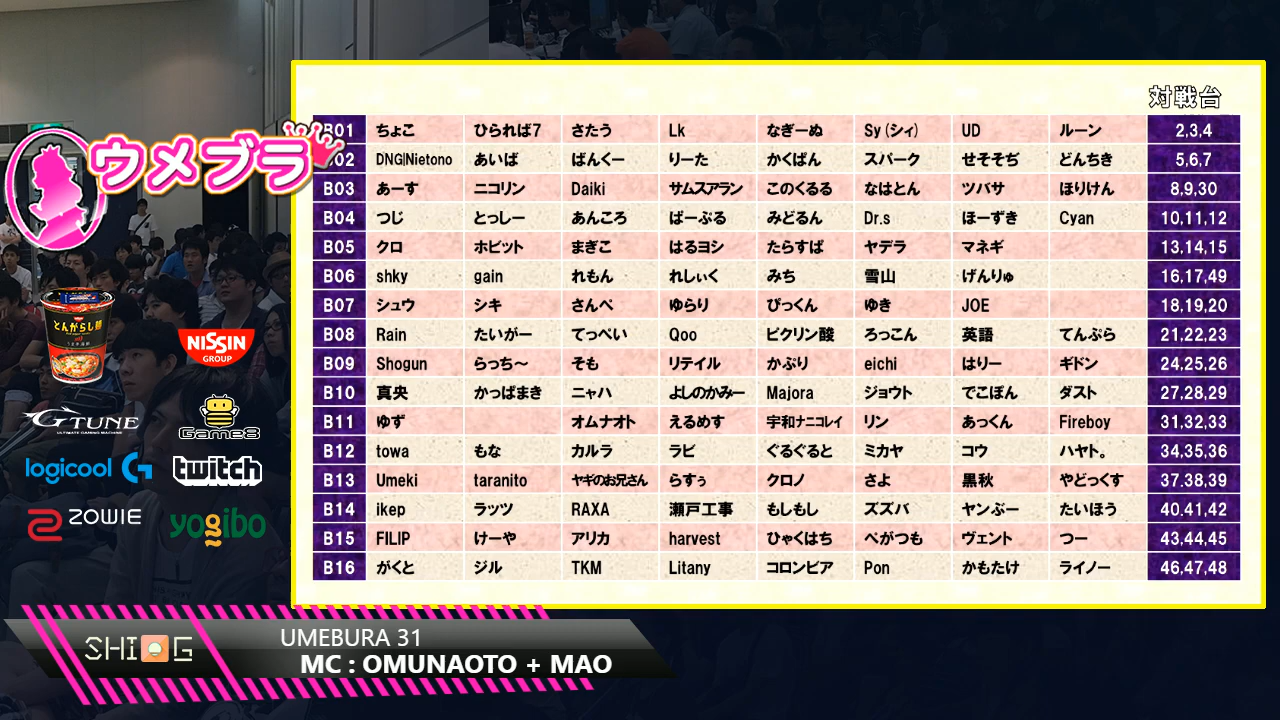 対戦台
B01 ちょこ ひられば7 さたう Lk なぎーぬ Sy (シィ) UD ルーン 2,3,4
02 DNG|Nietono あいば ばんくー りーた かくぱん スパーク せそそぢ どんちき 5,6,7
B03 あーす ニコリン Daiki サムスアラン このくるる なはとん ツバサ ほりけん 8,9,30
B04 つじ とっしー あんころ ぱーぷる みどるん Dr.s ほーずき Cyan 10,11,12
B05 クロ ホビット まぎこ はるヨシ たらすぱ ヤデラ マネギ 13,14,15
B06 shky gain れもん れしぃく みち 雪山 げんりゅ 16,17,49
B07 シュウ シキ さんぺ ゆらり ぴっくん ゆき JOE 18,19,20
B08 Rain たいがー てっぺい Qoo ピクリン酸 ろっこん 英語 てんぷら 21,22,23
B09 Shogun らっち～ そも リテイル かぷり eichi はりー ギドン 24,25,26
B10 真央 かっぱまき ニャハ よしのかみー Majora ジョウト でこぽん ダスト 27,28,29
B11 ゆず オムナオト えるめす 宇和ナニコレイ リン あっくん Fireboy 31,32,33
B12 towa もな カルラ ラビ ぐるぐると ミカヤ コウ ハヤト。 34,35,36
B13 Umeki taranito ヤギのお兄さん らすぅ クロノ さよ 黒秋 やどっくす 37,38,39
B14 ikep ラッツ RAXA 瀬戸工事 もしもし ズズバ ヤンぶー たいほう 40,41,42
B15 FILIP けーや アリカ harvest ひゃくはち ぺがつも ヴェント つー 43,44,45
B16 がくと ジル TKM Litany コロンビア Pon かもたけ ライノー 46,47,48
ウメブラ
とんがらし麺
NISSIN
GROUP
G TUNE
ULTIMATE GAMING MACHINE
Game8
logicool G
twitch
ZOWIE
yogibo
SHI G
UMEBURA 31
MC : OMUNAOTO + MAO